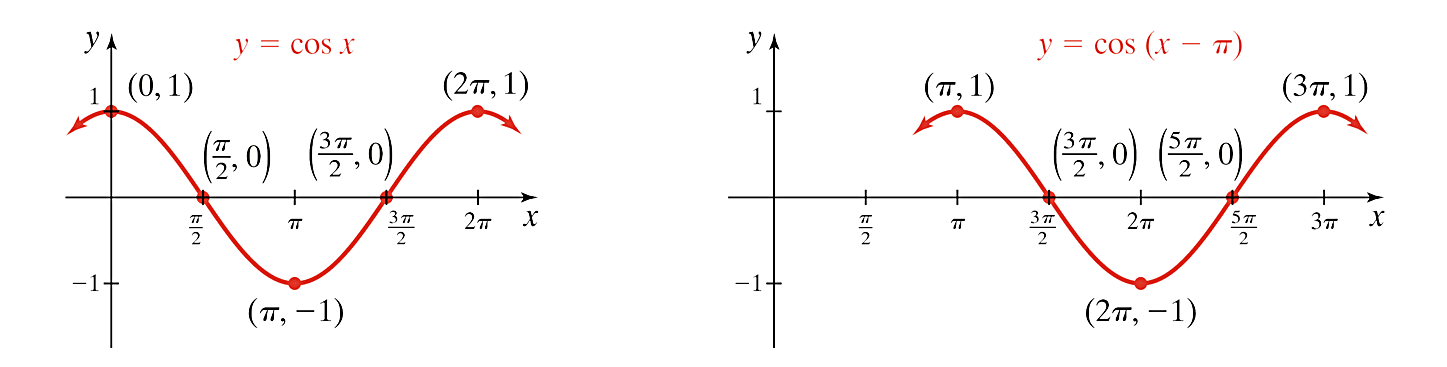 y
y = cos x
1
(0, 1)
(2π, 1)
(π/2, 0)
(3π/2, 0)
π/2
π
3π/2
2π
x
−1
(π, −1)
y
y = cos (x − π)
1
(π, 1)
(3π, 1)
(3π/2, 0)
(5π/2, 0)
π/2
π
3π/2
2π
5π/2
3π
x
−1
(2π, −1)